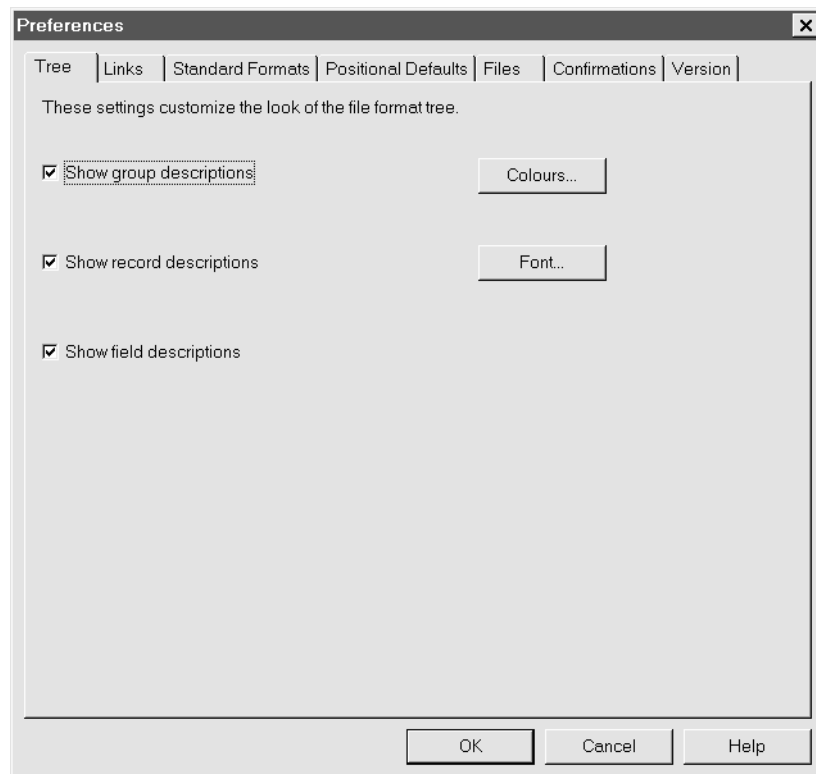 Preferences
Tree Links Standard Formats Positional Defaults Files Confirmations Version
These settings customize the look of the file format tree.
Show group descriptions Colours...
Show record descriptions Font...
Show field descriptions
OK Cancel Help